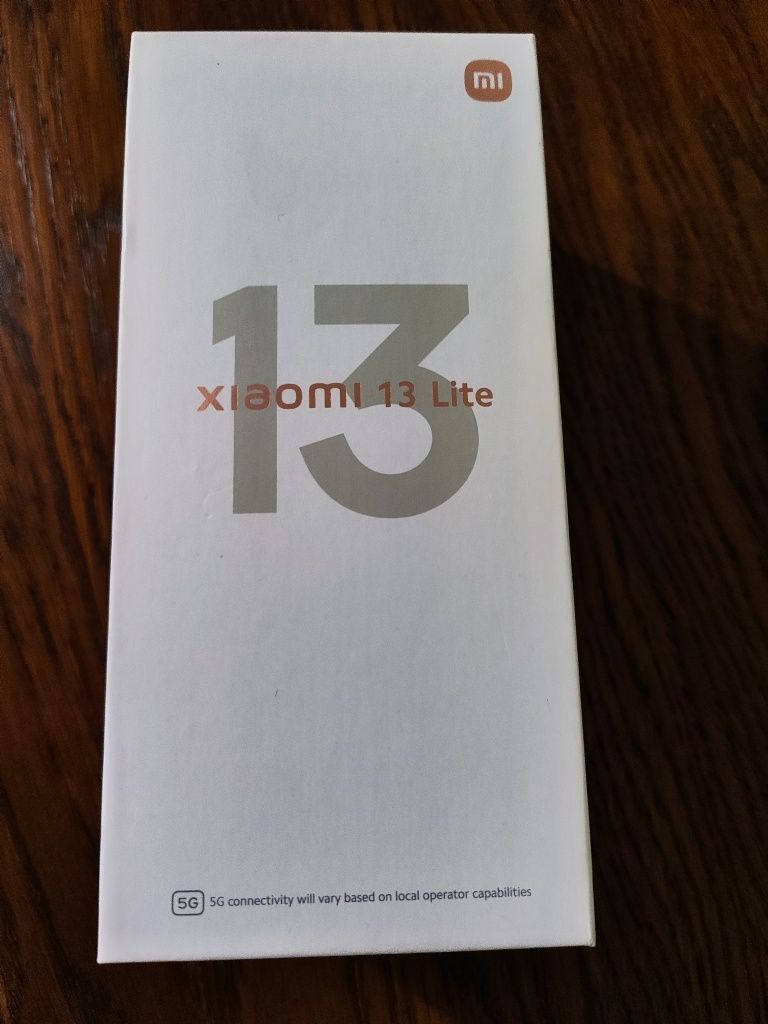 mi
13
xiaomi 13 Lite
5G 5G connectivity will vary based on local operator capabilities